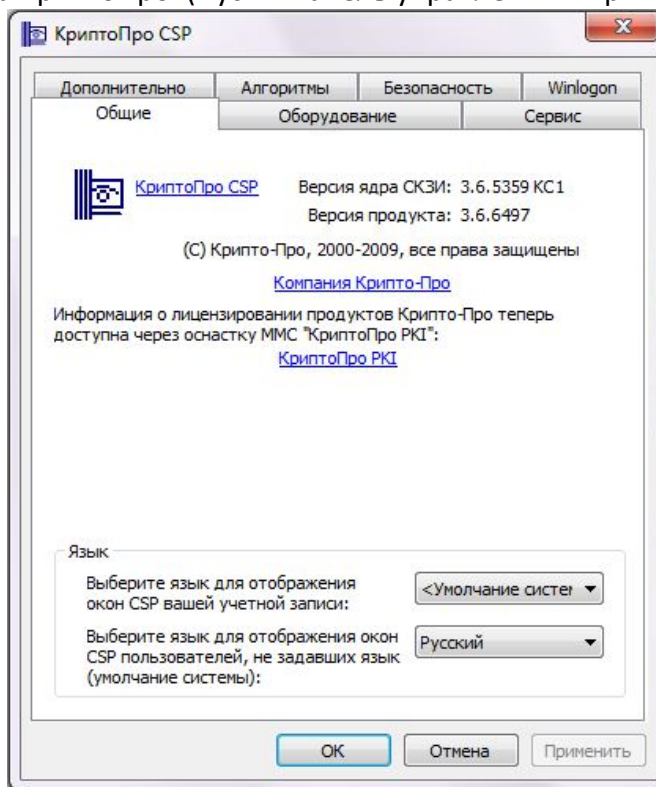 КриптоПро CSP
Дополнительно Алгоритмы Безопасность Winlogon
Общие Оборудование Сервис
КриптоПро CSP Версия ядра СКЗИ: 3.6.5359 КС1
Версия продукта: 3.6.6497
(C) Крипто-Про, 2000-2009, все права защищены
Компания Крипто-Про
Информация о лицензировании продуктов Крипто-Про теперь
доступна через оснастку ММС "КриптоПро PKI":
КриптоПро PKI
Язык
Выберите язык для отображения
окон CSP вашей учетной записи:
<Умолчание систег
Выберите язык для отображения окон
CSP пользователей, не задавших язык
(умолчание системы):
Русский
ОК Отмена Применить